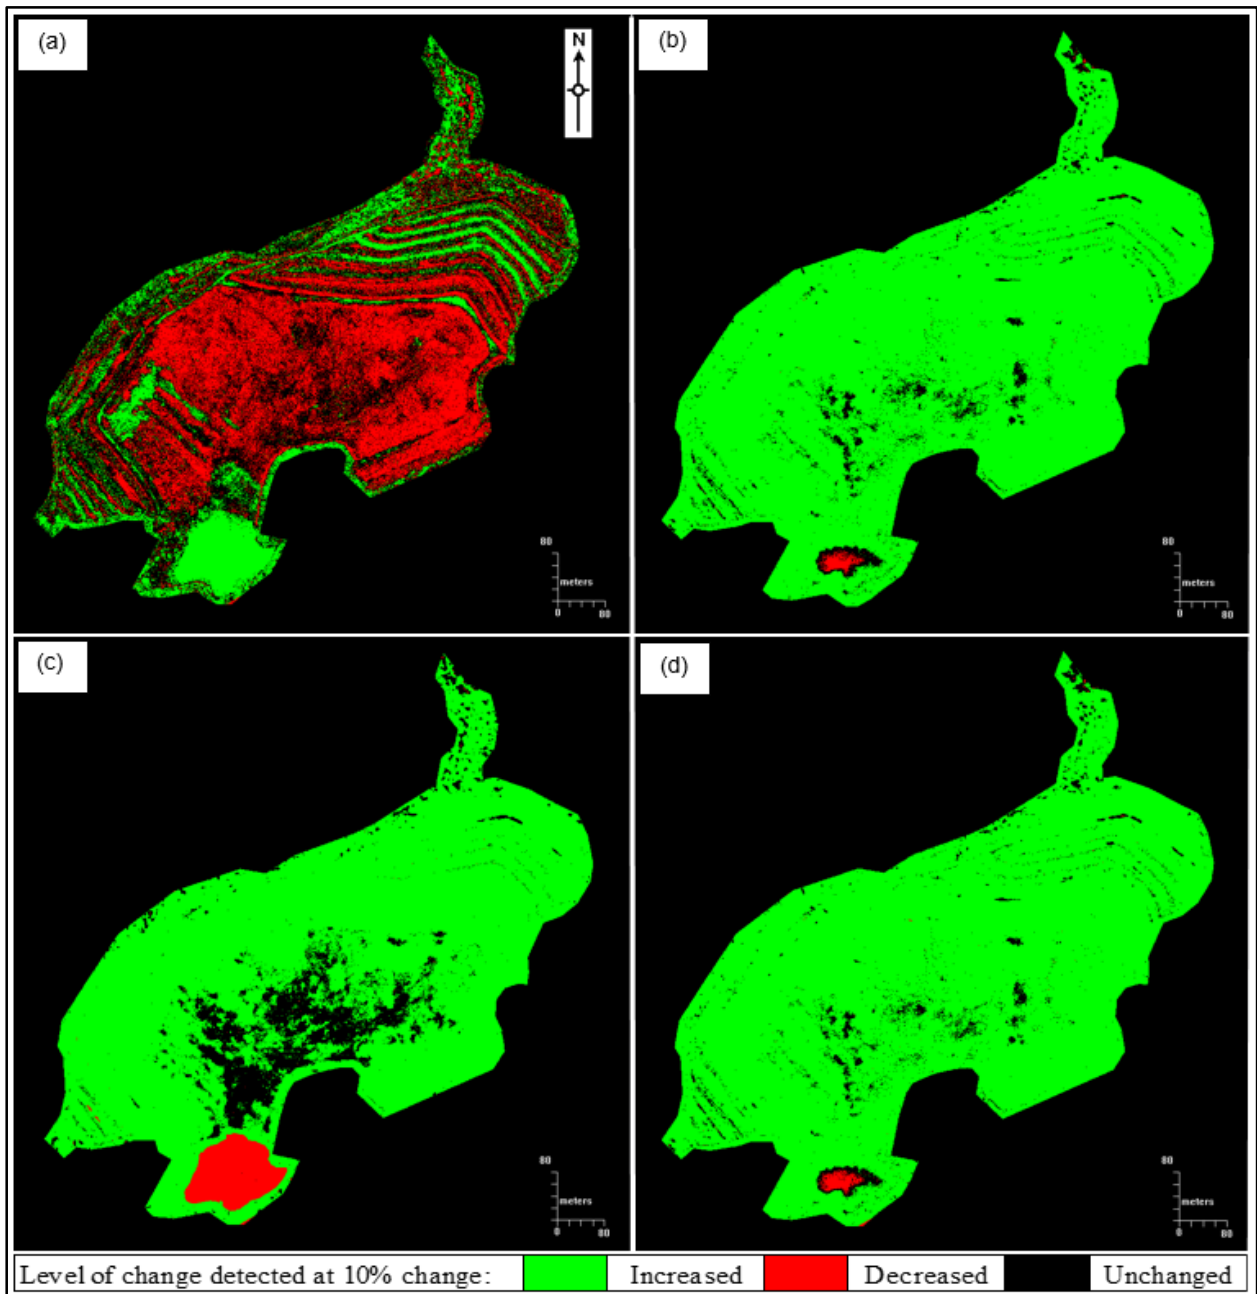 (a)
N
80
meters
0 80
(b)
80
meters
0 80
(c)
80
meters
0 80
(d)
80
meters
0 80
Level of change detected at 10% change: Increased Decreased Unchanged